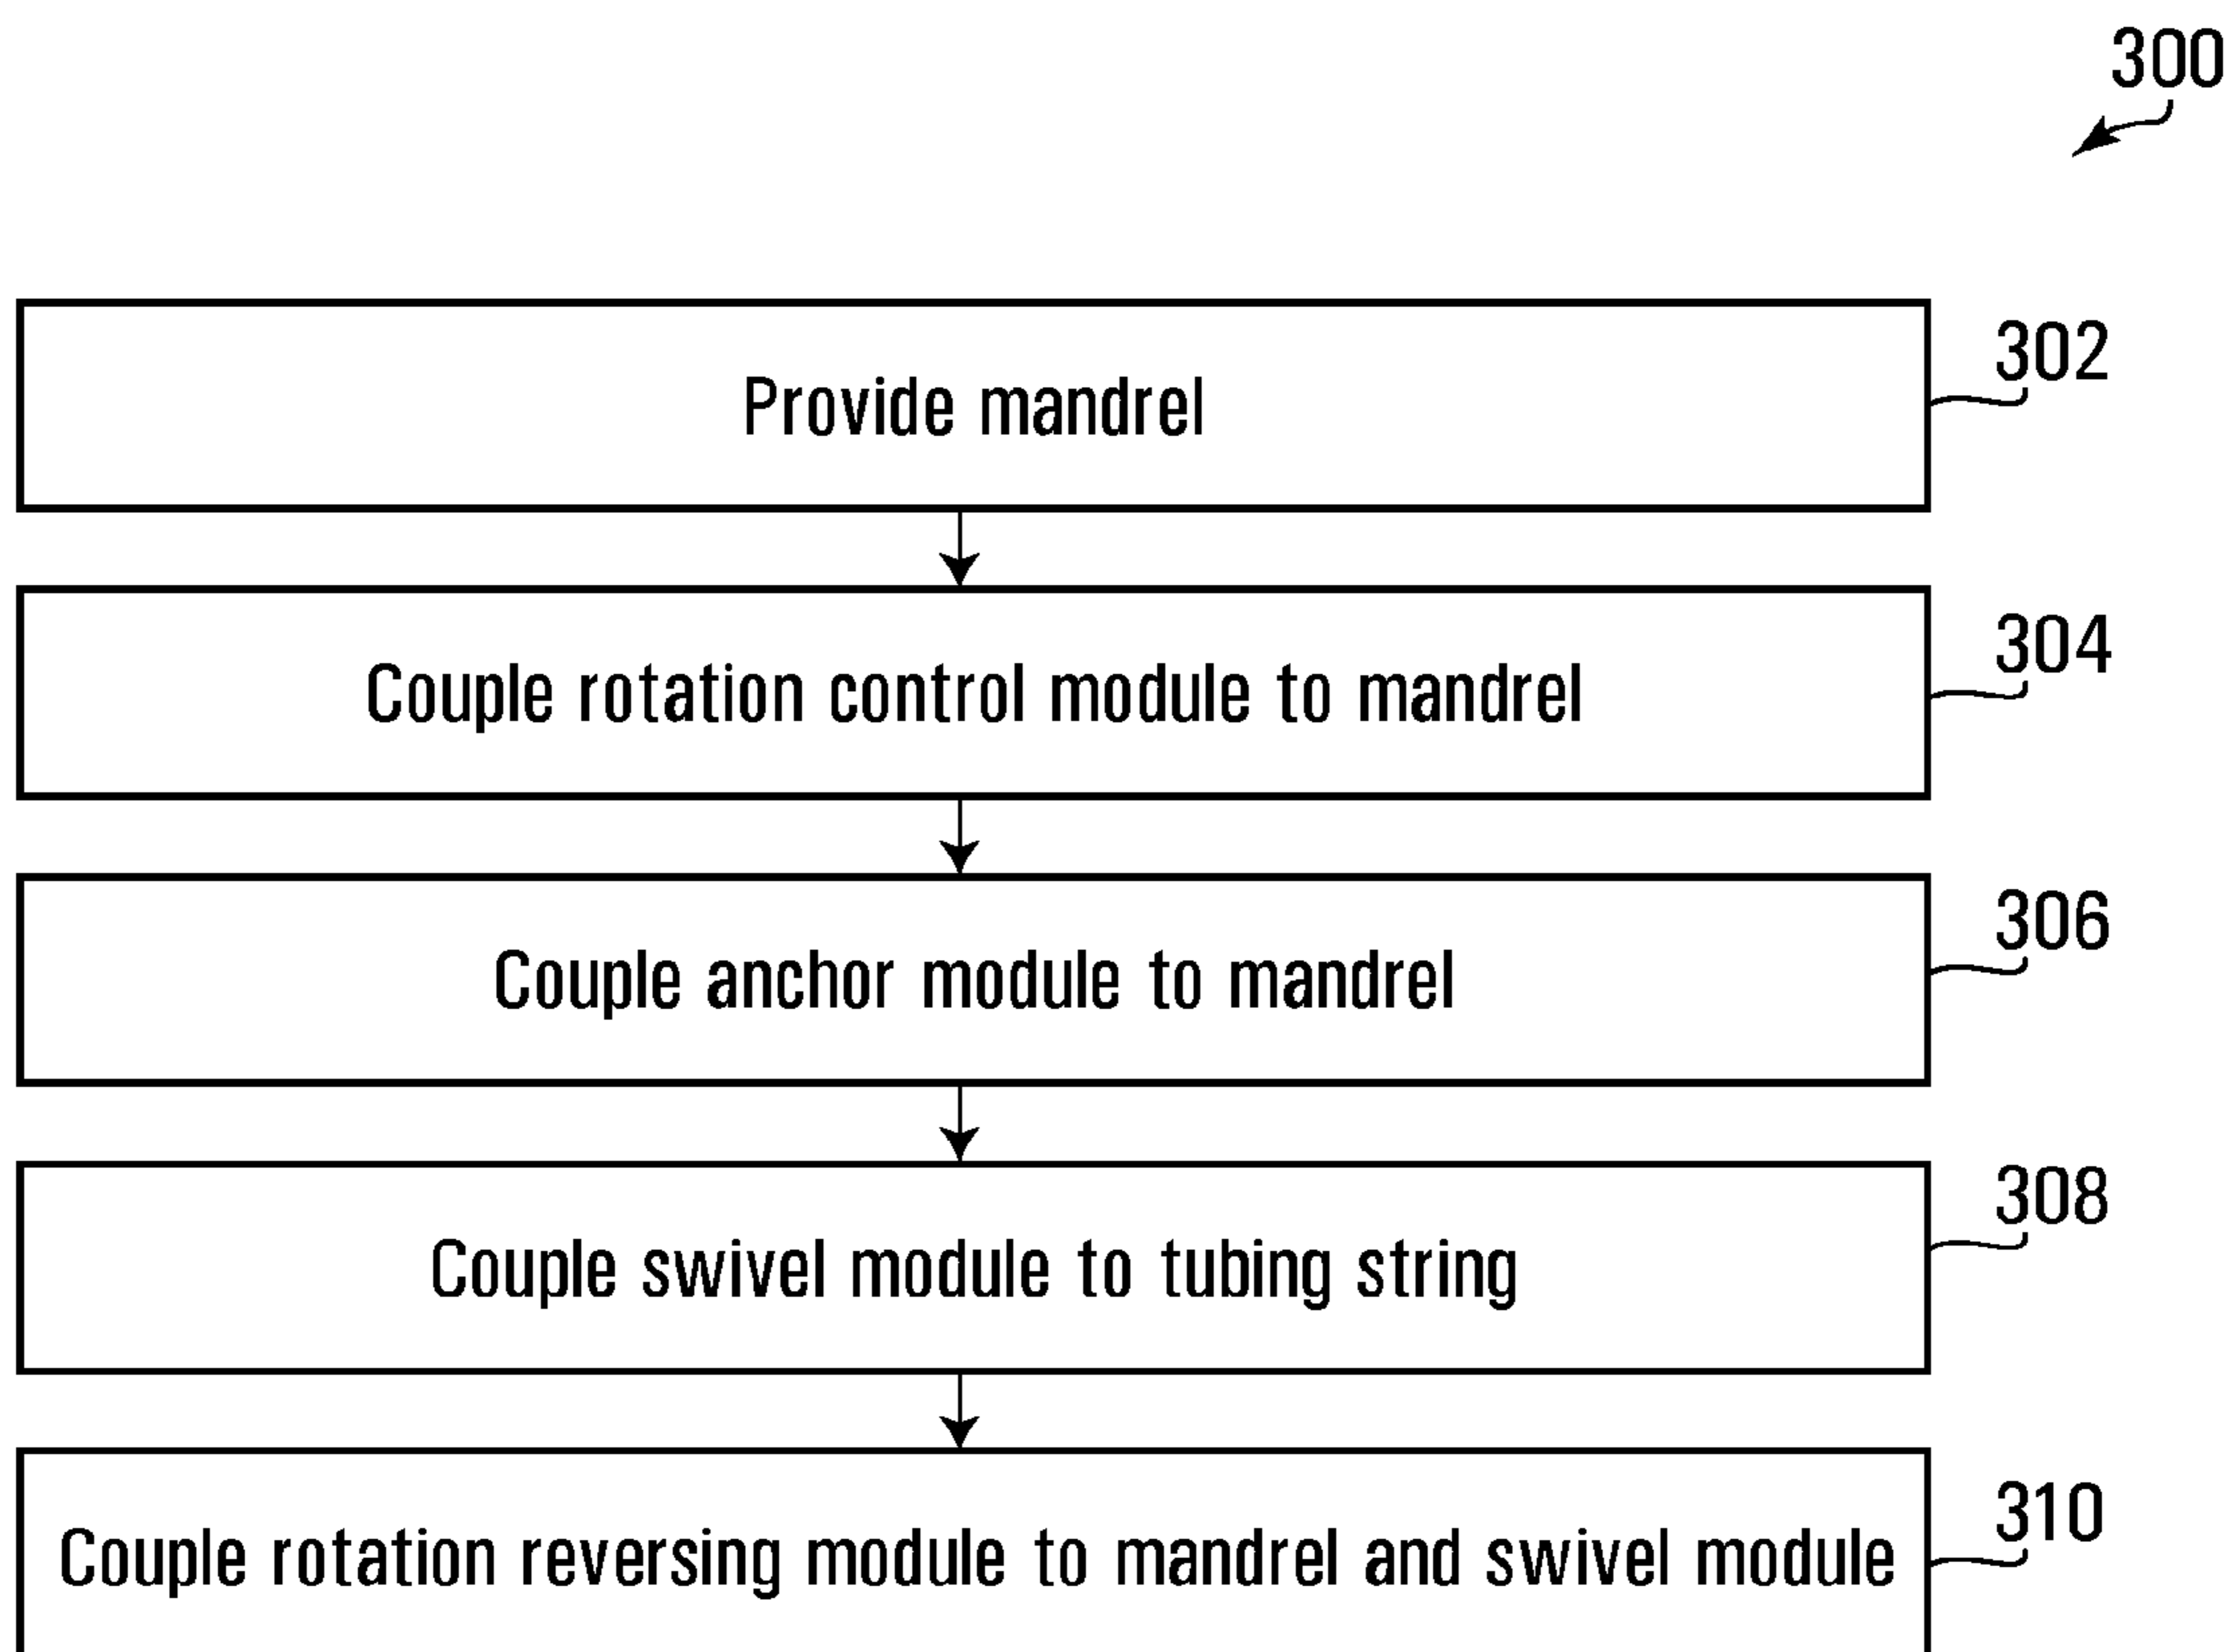 300
Provide mandrel
302
Couple rotation control module to mandrel
304
Couple anchor module to mandrel
306
Couple swivel module to tubing string
308
Couple rotation reversing module to mandrel and swivel module
310